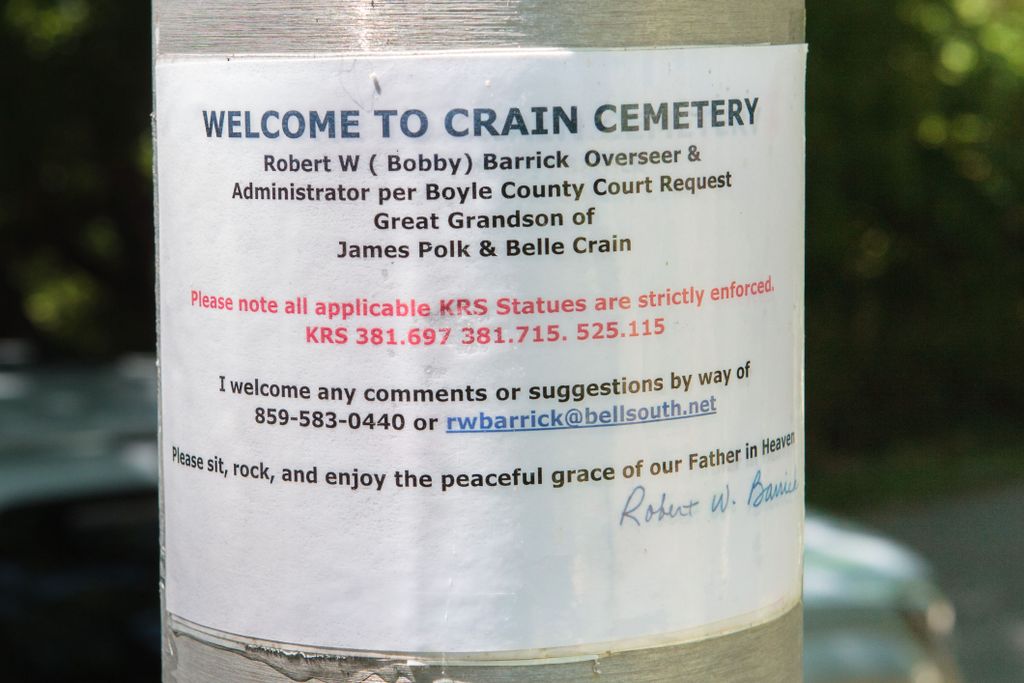 WELCOME TO CRAIN CEMETERY
Robert W ( Bobby) Barrick Overseer &
Administrator per Boyle County Court Request
Great Grandson of
James Polk & Belle Crain
Please note all applicable KRS Statues are strictly enforced.
KRS 381.697 381.715. 525.115
I welcome any comments or suggestions by way of
859-583-0440 or rwbarrick@bellsouth.net
Please sit, rock, and enjoy the peaceful grace of our Father in Heaven
Robert W. Barrick